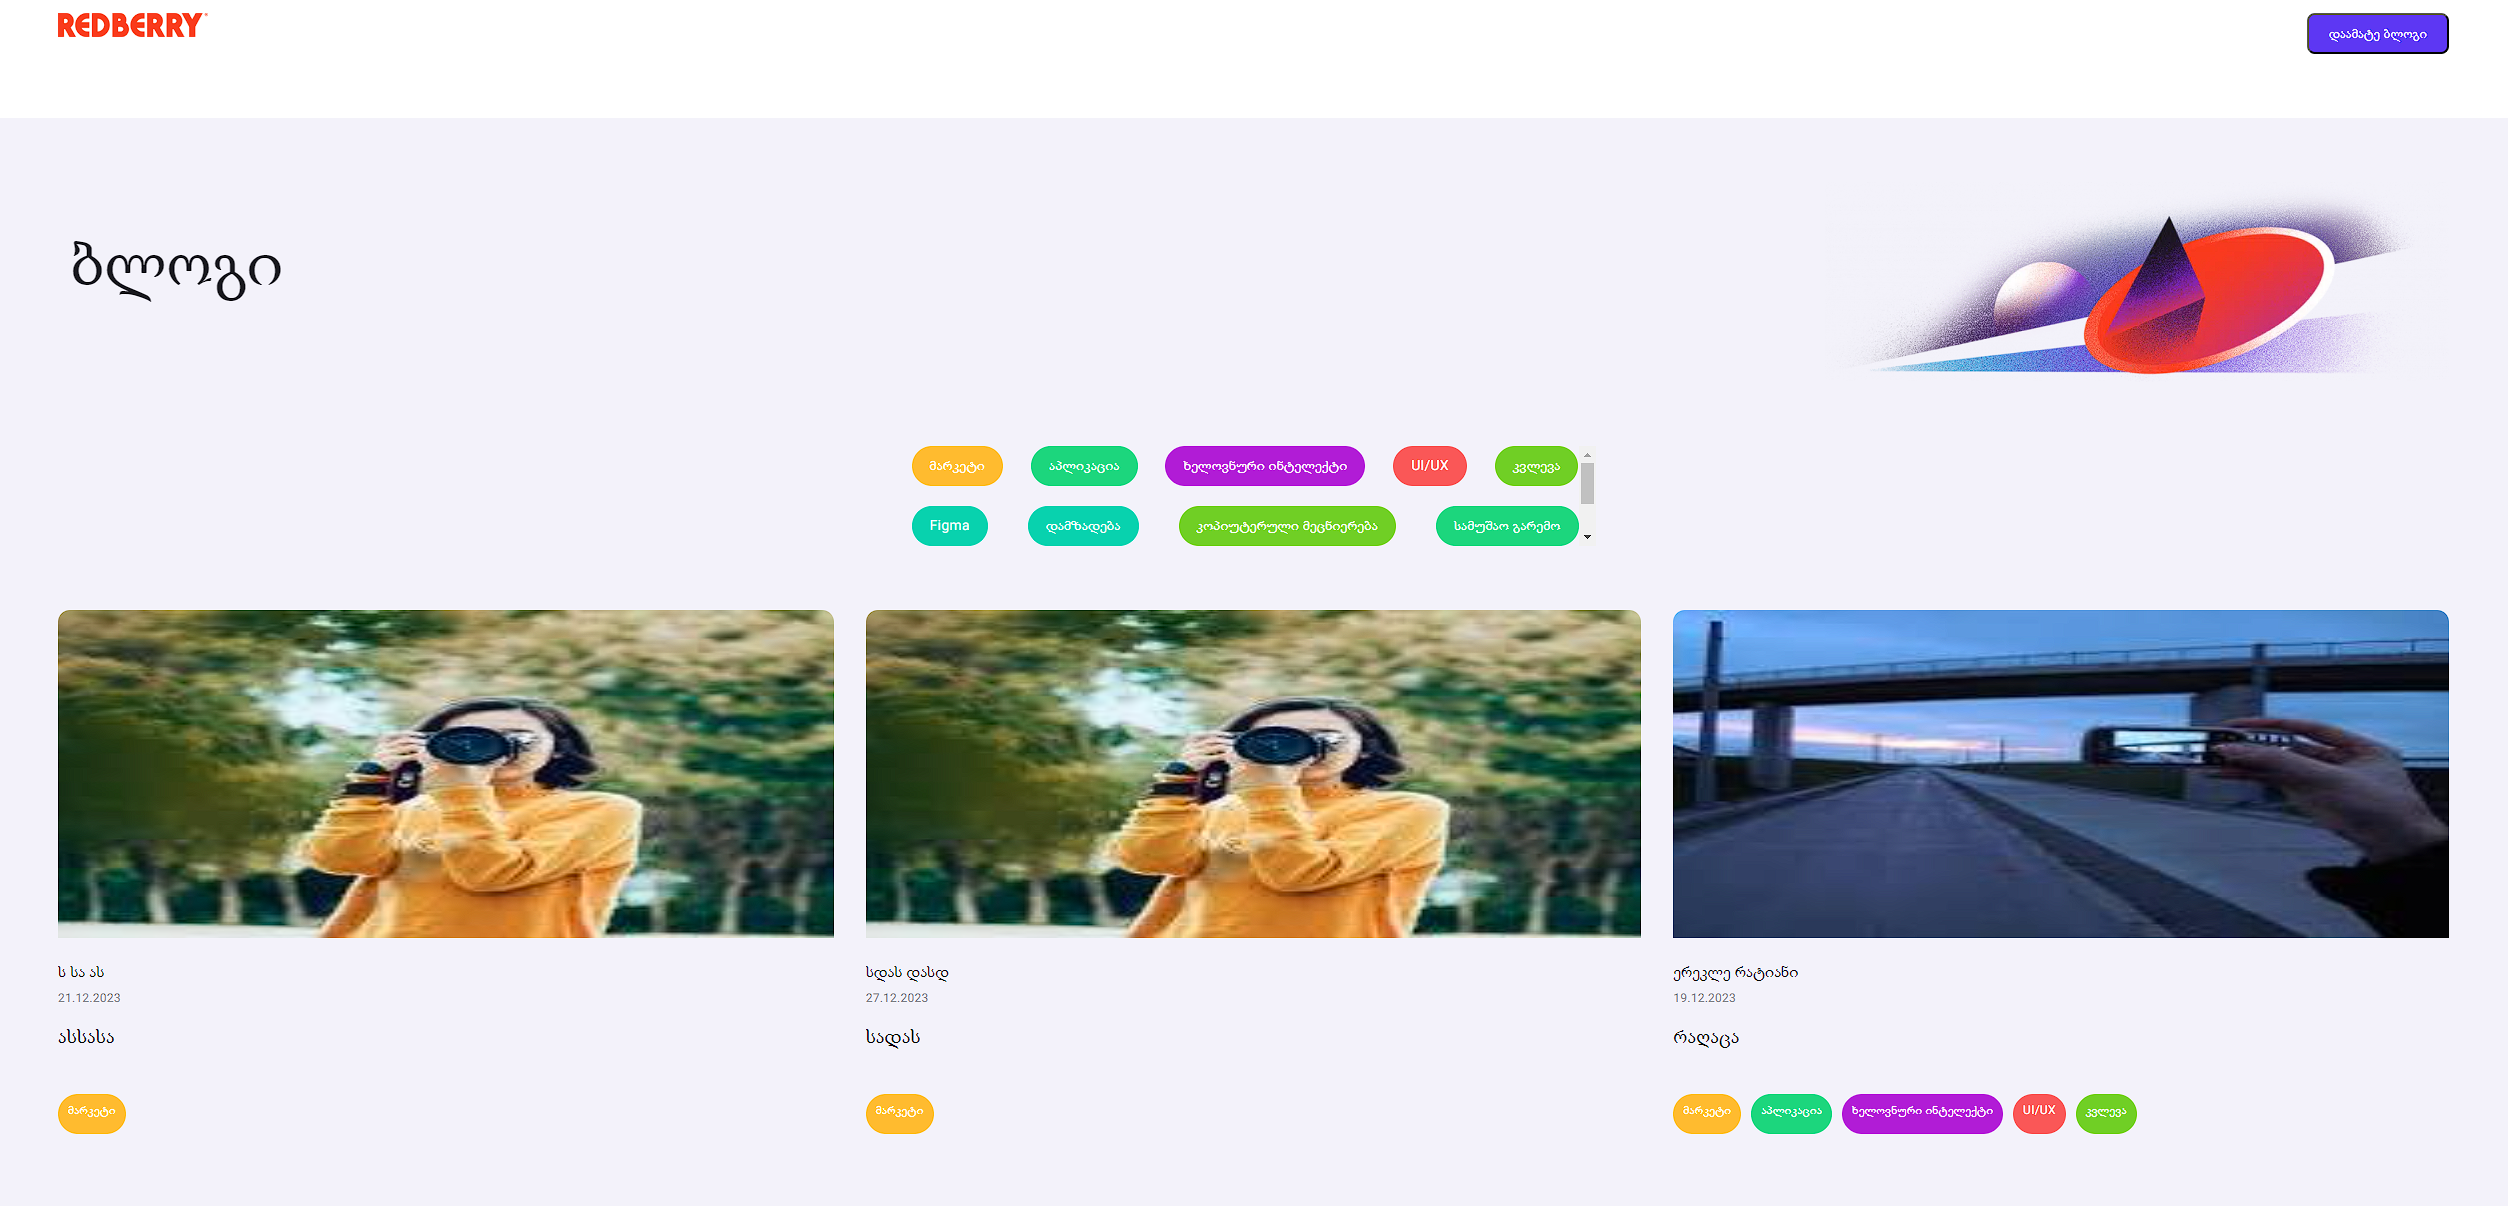 REDBERRY
დაამატე ბლოგი
ბლოგი
მარკეტი აპლიკაცია ხელოვნური ინტელექტი UI/UX კვლევა
Figma დამზადება კოპიუტერული მეცნიერება სამუშაო გარემო
ს სა ას
21.12.2023
ასსასა
მარკეტი
სდას დასდ
27.12.2023
სადას
მარკეტი
ერეკლე რატიანი
19.12.2023
რაღაცა
მარკეტი აპლიკაცია ხელოვნური ინტელექტი UI/UX კვლევა